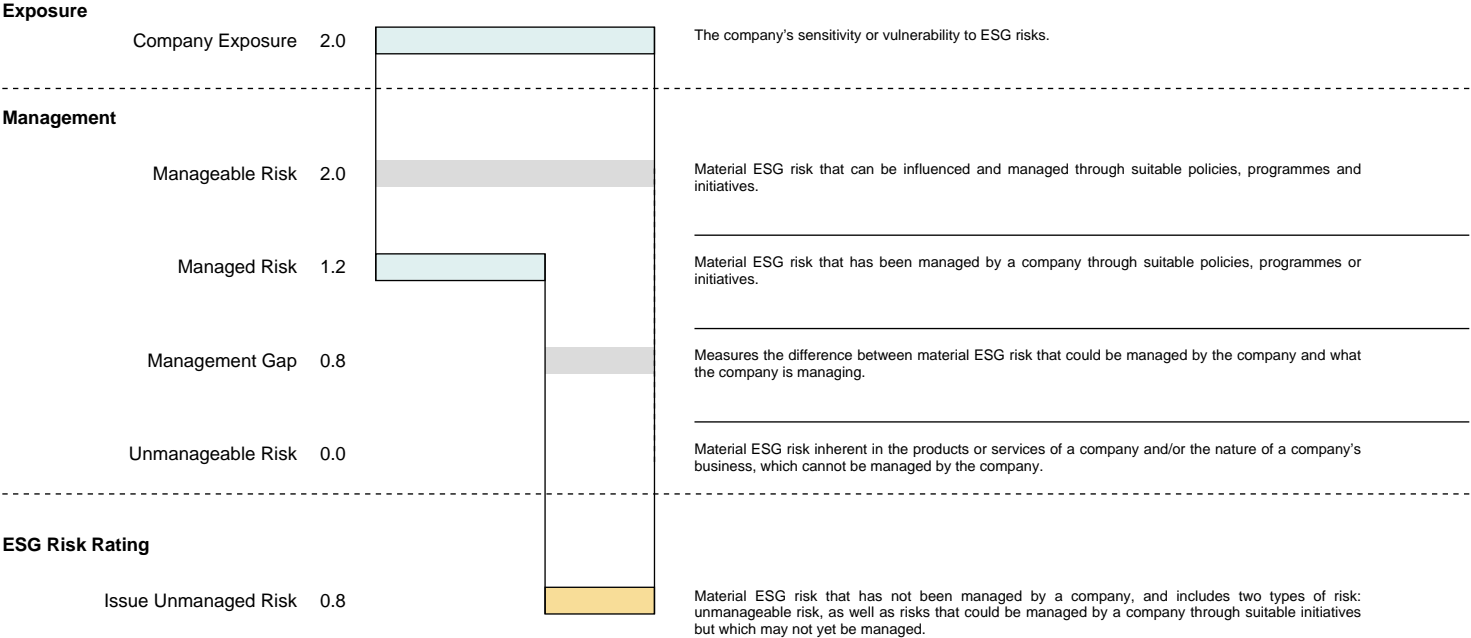 Exposure
Company Exposure 2.0
The company’s sensitivity or vulnerability to ESG risks.
Management
Manageable Risk 2.0
Material ESG risk that can be influenced and managed through suitable policies, programmes and
initiatives.
Managed Risk 1.2
Material ESG risk that has been managed by a company through suitable policies, programmes or
initiatives.
Management Gap 0.8
Measures the difference between material ESG risk that could be managed by the company and what
the company is managing.
Unmanageable Risk 0.0
Material ESG risk inherent in the products or services of a company and/or the nature of a company’s
business, which cannot be managed by the company.
ESG Risk Rating
Issue Unmanaged Risk 0.8
Material ESG risk that has not been managed by a company, and includes two types of risk:
unmanageable risk, as well as risks that could be managed by a company through suitable initiatives
but which may not yet be managed.